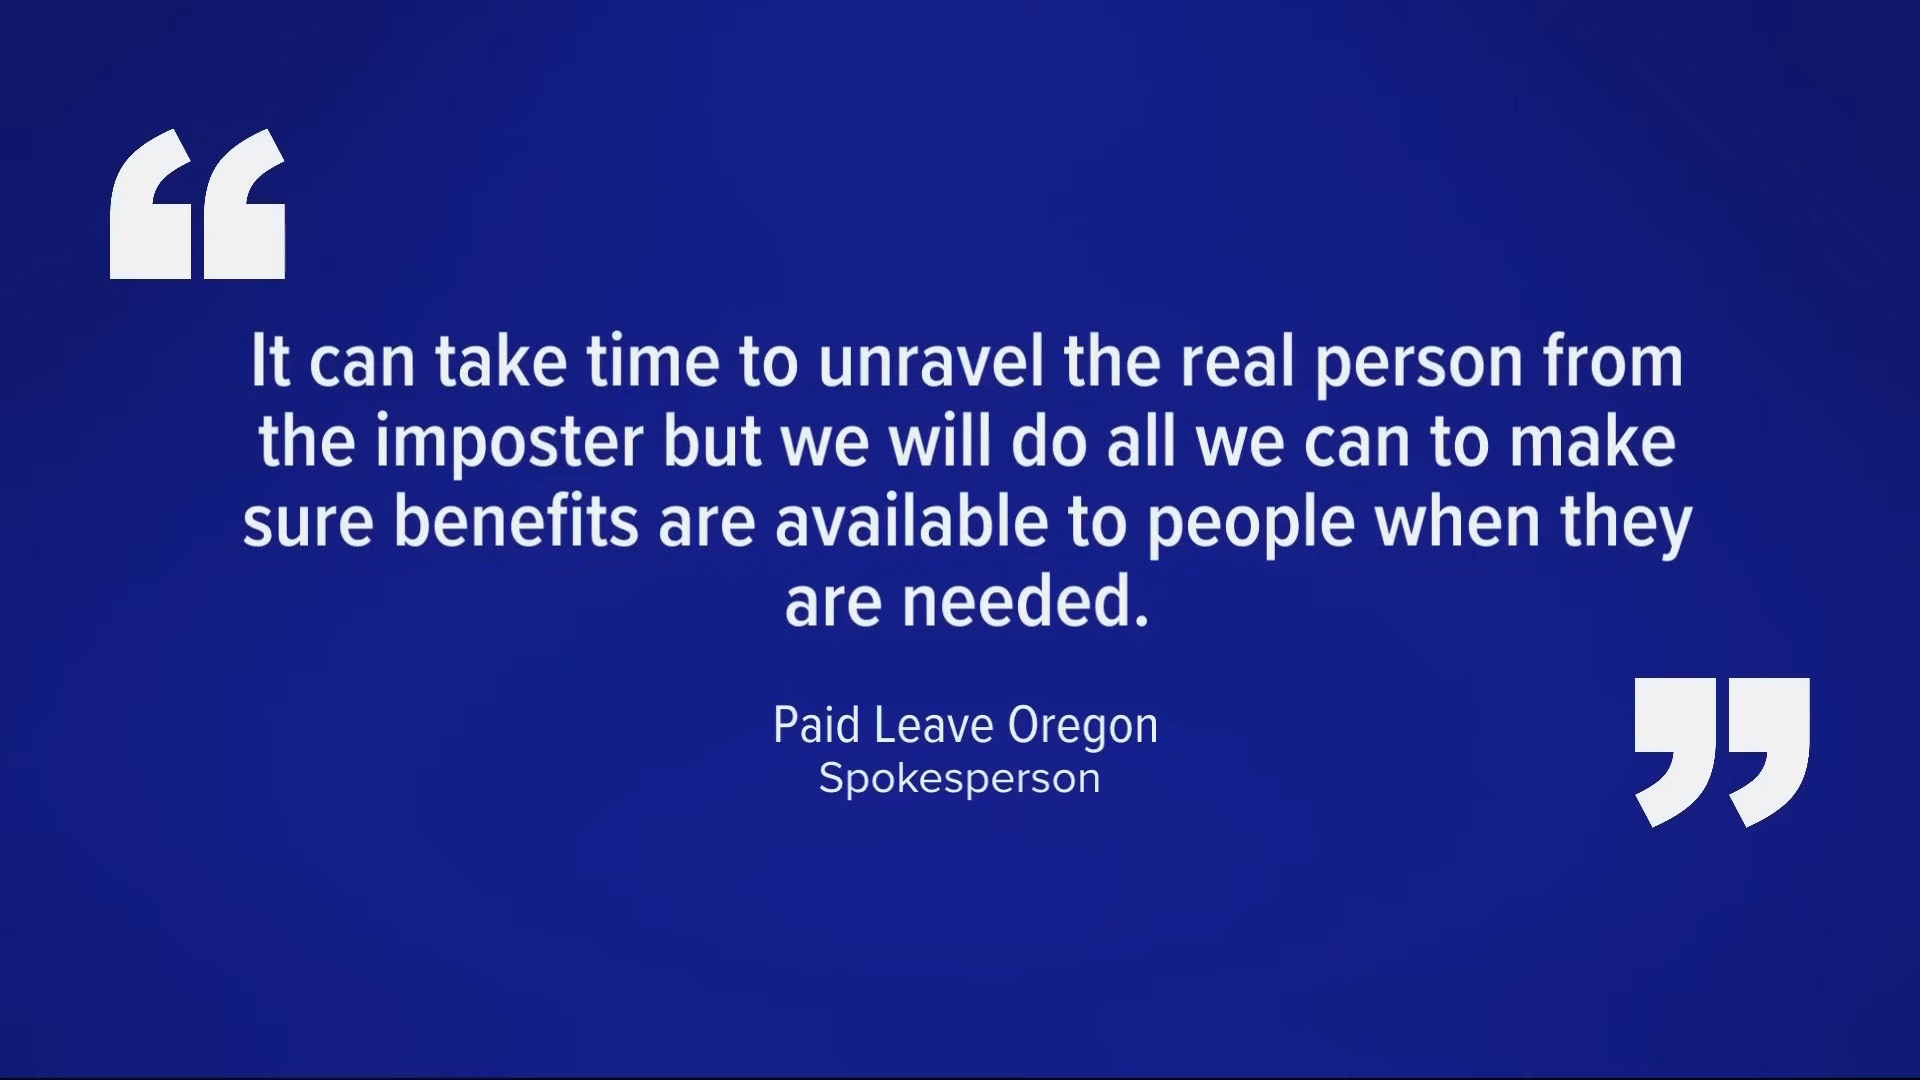 “
It can take time to unravel the real person from
the imposter but we will do all we can to make
sure benefits are available to people when they
are needed.
”
Paid Leave Oregon
Spokesperson